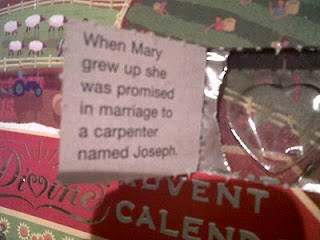 When Mary
grew up she
was promised
in marriage to
a carpenter
named Joseph.
Divine
ADVENT
CALEND